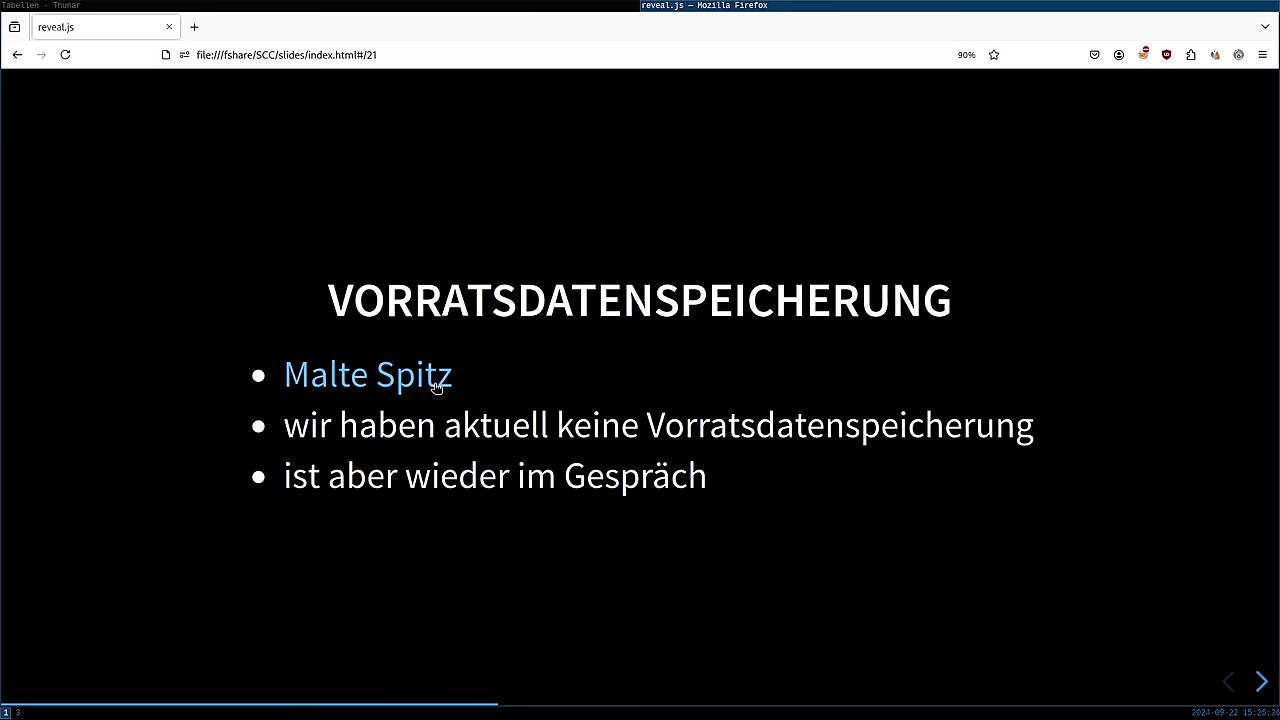 Tabellen - Thunar
reveal.js — Mozilla Firefox
reveal.js
file:///fshare/SCC/slides/index.html#/21
90%
VORRATSDATENSPEICHERUNG
Malte Spitz
wir haben aktuell keine Vorratsdatenspeicherung
ist aber wieder im Gespräch
1 3
2024-09-22 15:25:36